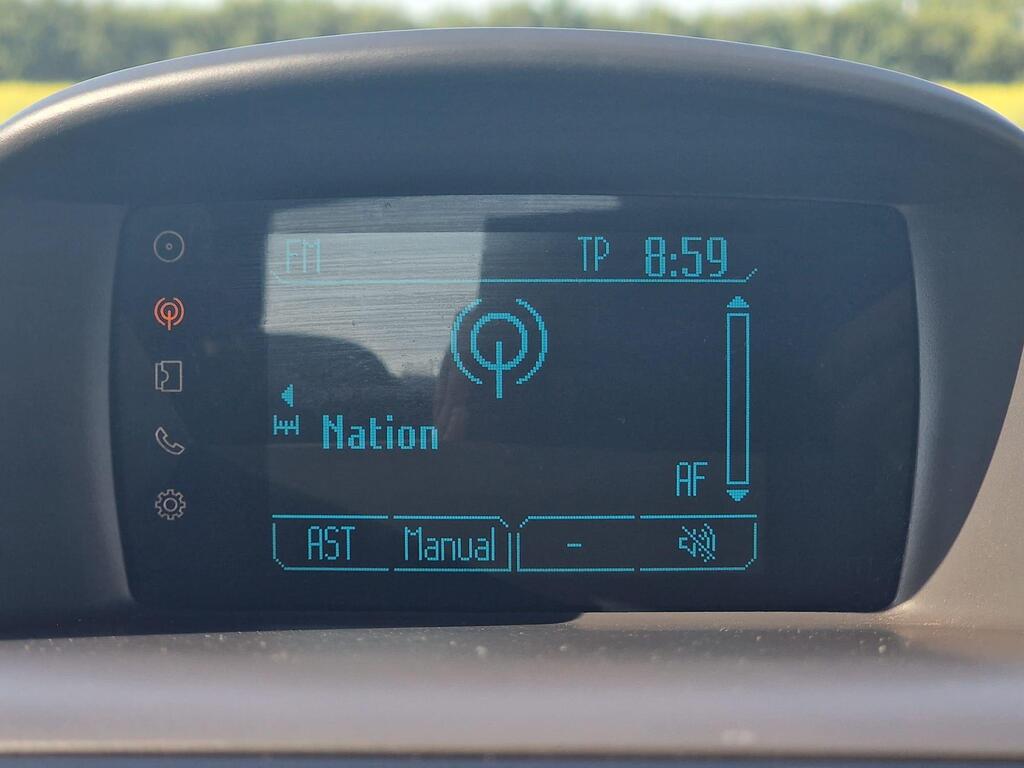 FM TP 8:59
Nation
AF
AST Manual -